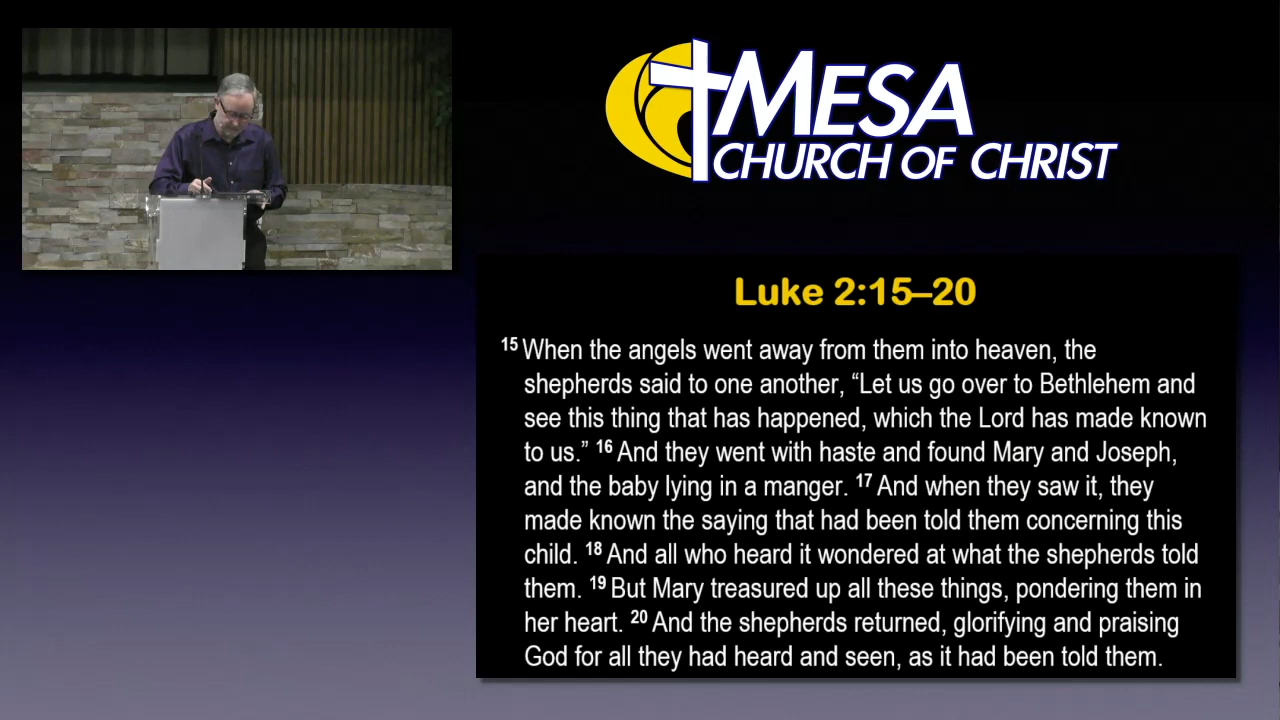 MESA
CHURCH OF CHRIST
Luke 2:15–20
15 When the angels went away from them into heaven, the
shepherds said to one another, “Let us go over to Bethlehem and
see this thing that has happened, which the Lord has made known
to us.” 16 And they went with haste and found Mary and Joseph,
and the baby lying in a manger. 17 And when they saw it, they
made known the saying that had been told them concerning this
child. 18 And all who heard it wondered at what the shepherds told
them. 19 But Mary treasured up all these things, pondering them in
her heart. 20 And the shepherds returned, glorifying and praising
God for all they had heard and seen, as it had been told them.